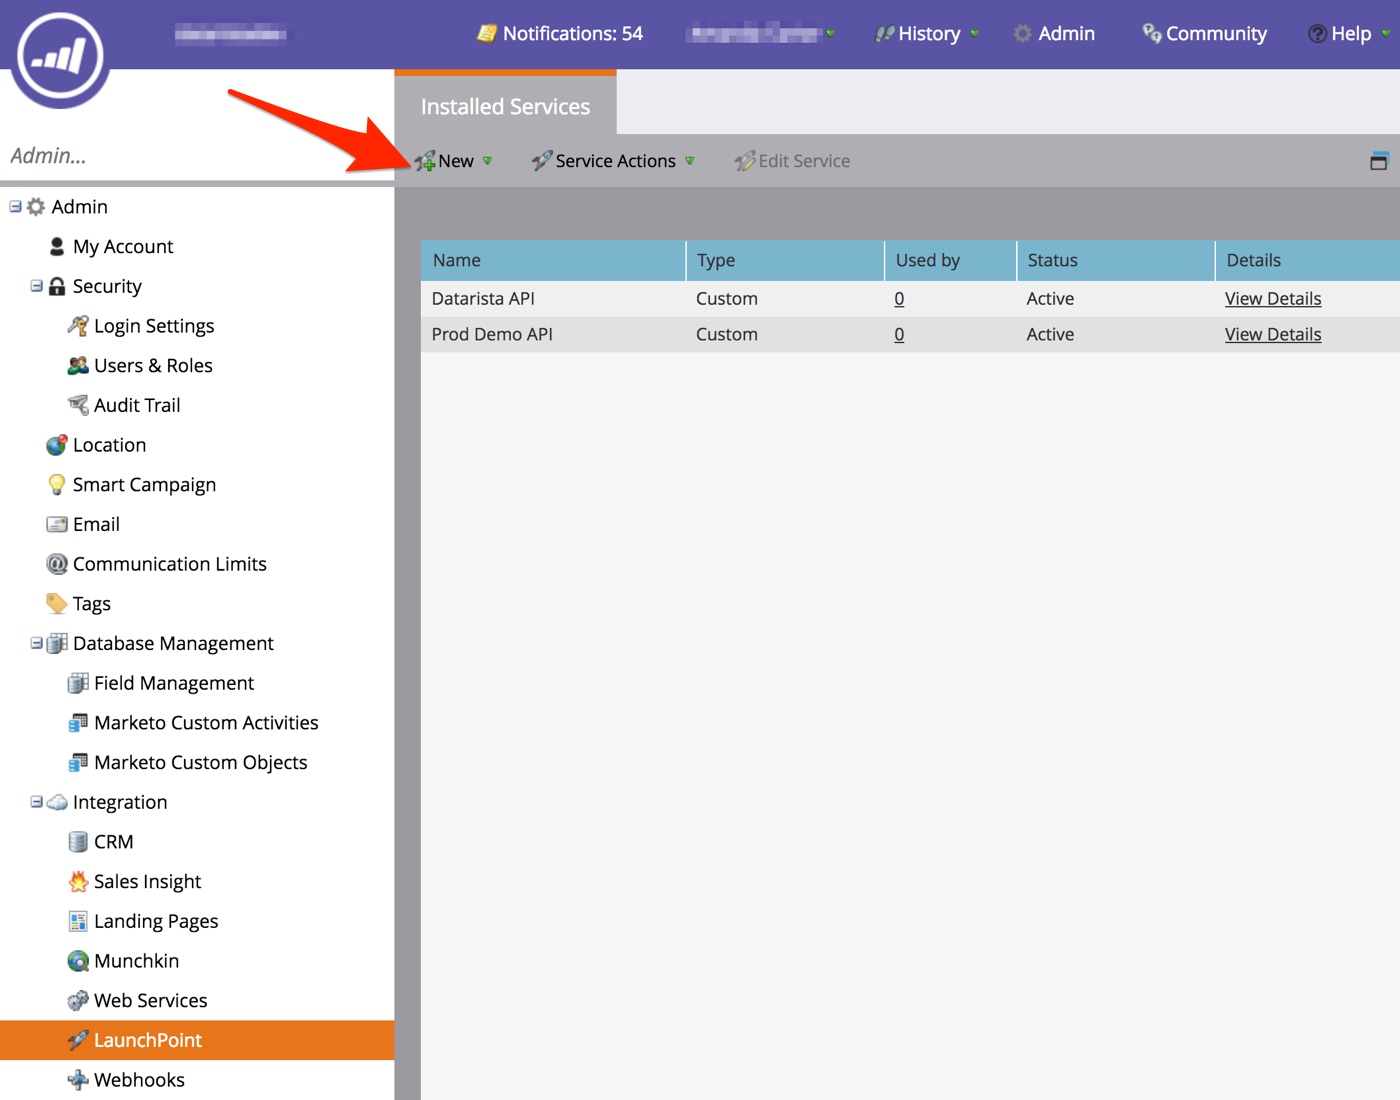 Notifications: 54 History Admin Community Help
Installed Services
Admin...
New Service Actions Edit Service
Admin
My Account
Security
Login Settings
Users & Roles
Audit Trail
Location
Smart Campaign
Email
Communication Limits
Tags
Database Management
Field Management
Marketo Custom Activities
Marketo Custom Objects
Integration
CRM
Sales Insight
Landing Pages
Munchkin
Web Services
LaunchPoint
Webhooks
Name Type Used by Status Details
Datarista API Custom 0 Active View Details
Prod Demo API Custom 0 Active View Details